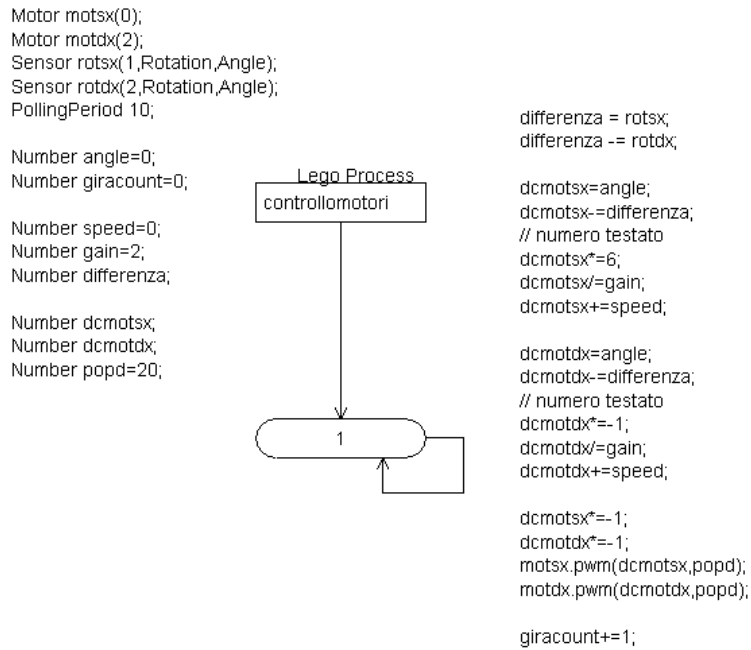 Motor motsx(0);
Motor motdx(2);
Sensor rotsx(1,Rotation,Angle);
Sensor rotdx(2,Rotation,Angle);
PollingPeriod 10;
Number angle=0;
Number giracount=0;
Number speed=0;
Number gain=2;
Number differenza;
Number dcmotsx;
Number dcmotdx;
Number popd=20;
Lego Process
controllomotori
1
differenza = rotsx;
differenza -= rotdx;
dcmotsx=angle;
dcmotsx-=differenza;
// numero testato
dcmotsx*=6;
dcmotsx/=gain;
dcmotsx+=speed;
dcmotdx=angle;
dcmotdx-=differenza;
// numero testato
dcmotdx*=-1;
dcmotdx/=gain;
dcmotdx+=speed;
dcmotsx*=-1;
dcmotdx*=-1;
motsx.pwm(dcmotsx,popd);
motdx.pwm(dcmotdx,popd);
giracount+=1;